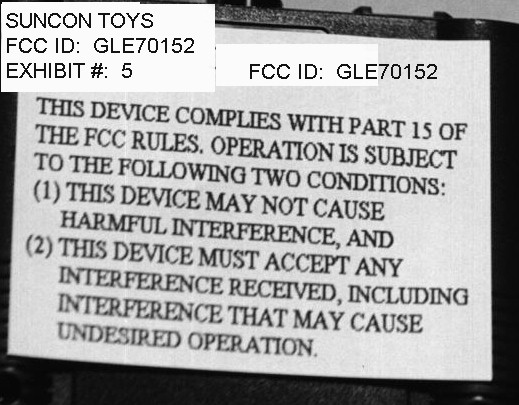 SUNCON TOYS
FCC ID: GLE70152
EXHIBIT #: 5
FCC ID: GLE70152
THIS DEVICE COMPLIES WITH PART 15 OF
THE FCC RULES. OPERATION IS SUBJECT
TO THE FOLLOWING TWO CONDITIONS:
(1) THIS DEVICE MAY NOT CAUSE
HARMFUL INTERFERENCE, AND
(2) THIS DEVICE MUST ACCEPT ANY
INTERFERENCE RECEIVED, INCLUDING
INTERFERENCE THAT MAY CAUSE
UNDESIRED OPERATION.